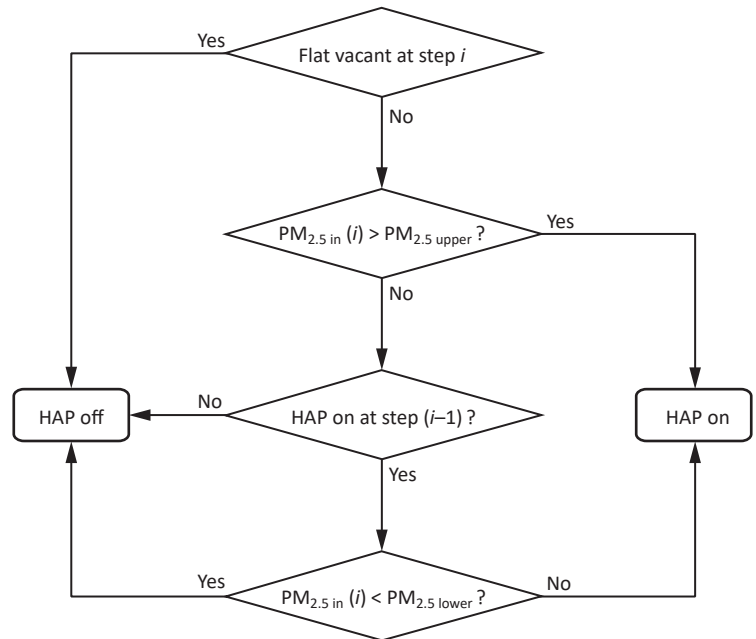 Yes
Flat vacant at step i
No
PM2.5 in (i) > PM2.5 upper ?
Yes
No
HAP off
No
HAP on at step (i–1) ?
HAP on
Yes
Yes
PM2.5 in (i) < PM2.5 lower ?
No